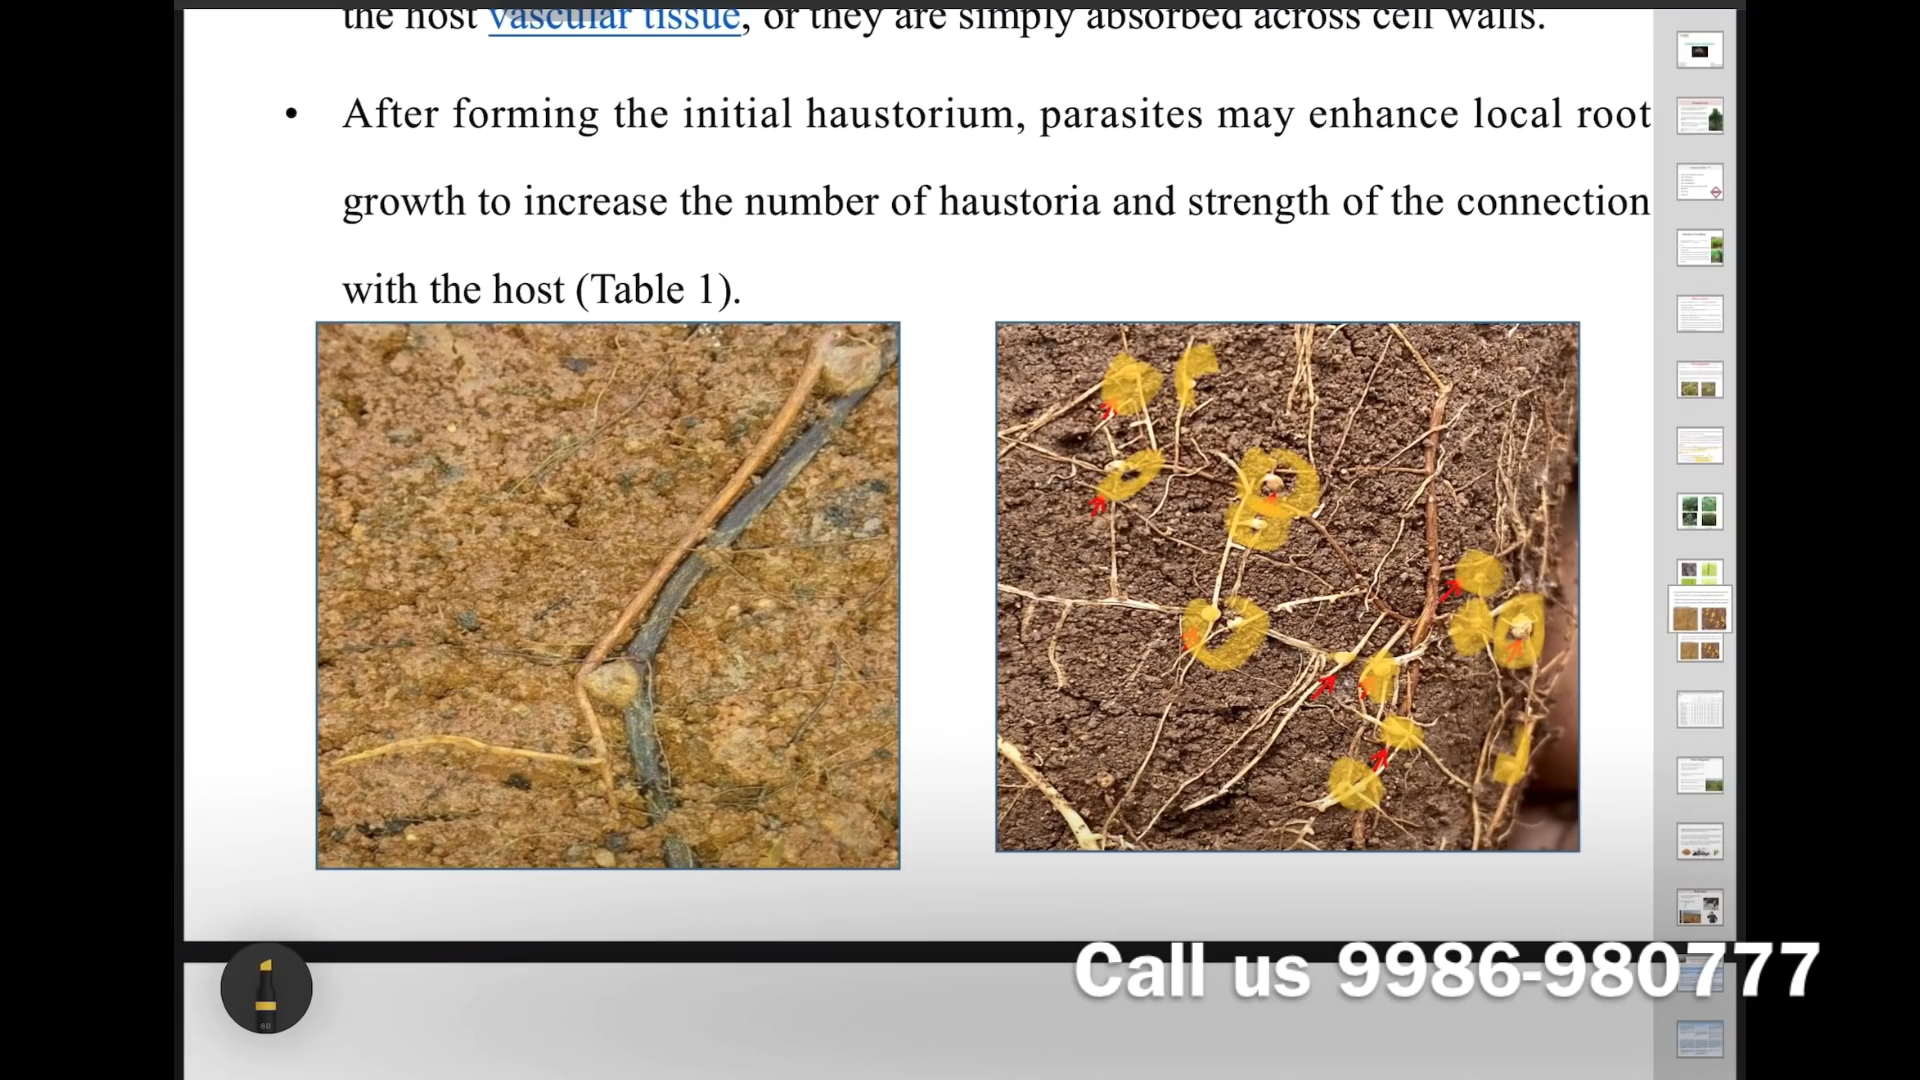 the host vascular tissue, or they are simply absorbed across cell walls.
• After forming the initial haustorium, parasites may enhance local root
growth to increase the number of haustoria and strength of the connection
with the host (Table 1).
80
Call us 9986-980777